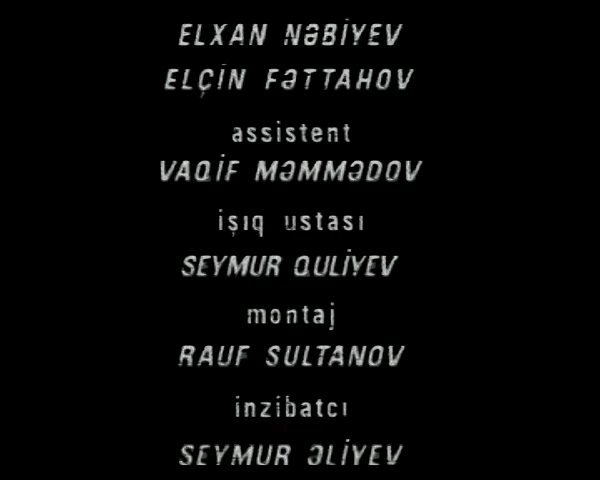 ELXAN NƏBİYEV
ELÇİN FƏTTAHOV
assistent
VAQİF MƏMMƏDOV
işıq ustası
SEYMUR QULİYEV
montaj
RAUF SULTANOV
inzibatcı
SEYMUR ƏLİYEV